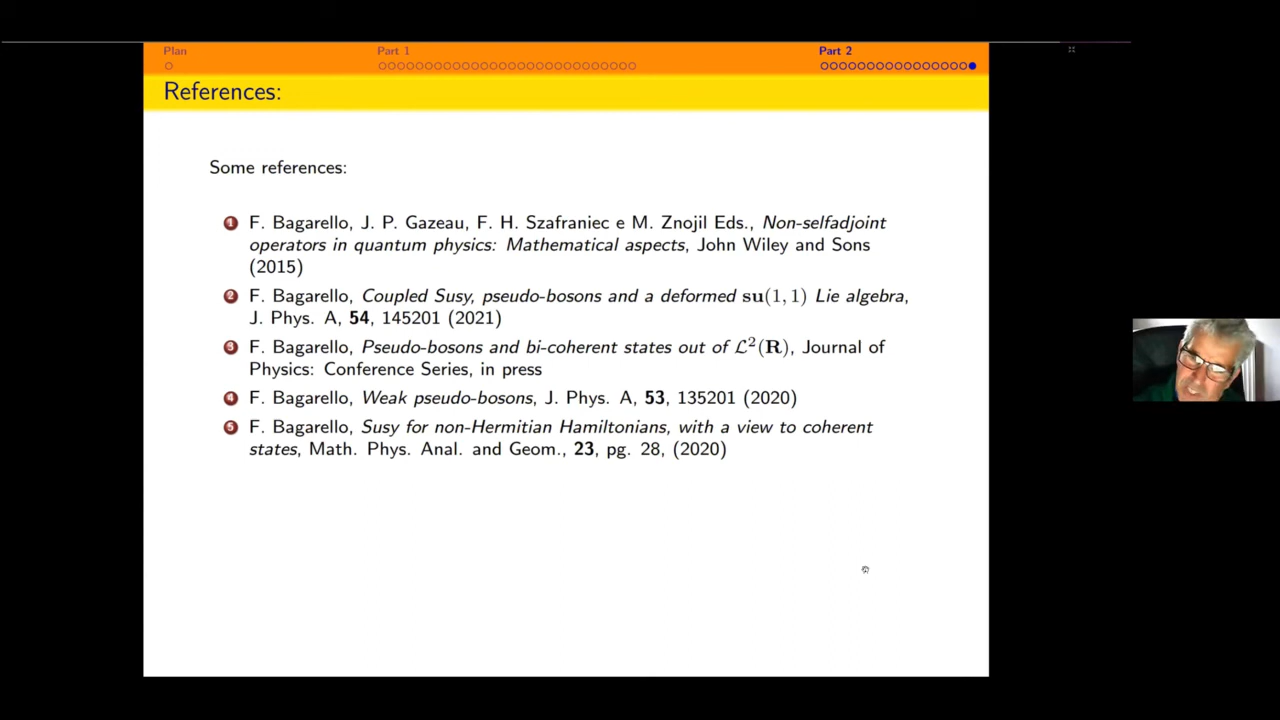 Plan Part 1 Part 2
References:
Some references:
1 F. Bagarello, J. P. Gazeau, F. H. Szafraniec e M. Znojil Eds., Non-selfadjoint
operators in quantum physics: Mathematical aspects, John Wiley and Sons
(2015)
2 F. Bagarello, Coupled Susy, pseudo-bosons and a deformed su(1, 1) Lie algebra,
J. Phys. A, 54, 145201 (2021)
3 F. Bagarello, Pseudo-bosons and bi-coherent states out of ℒ²(R), Journal of
Physics: Conference Series, in press
4 F. Bagarello, Weak pseudo-bosons, J. Phys. A, 53, 135201 (2020)
5 F. Bagarello, Susy for non-Hermitian Hamiltonians, with a view to coherent
states, Math. Phys. Anal. and Geom., 23, pg. 28, (2020)